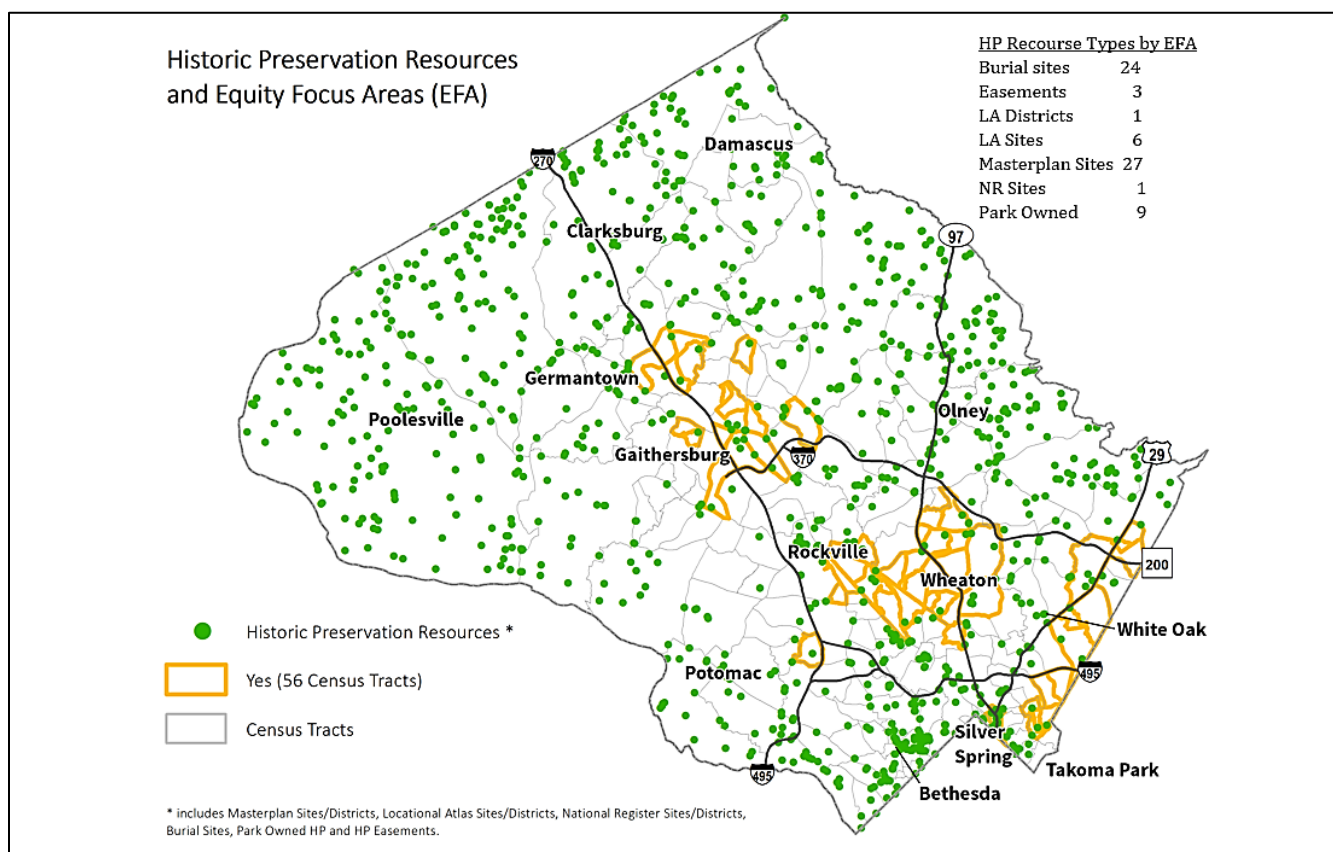 Historic Preservation Resources
and Equity Focus Areas (EFA)
HP Recourse Types by EFA
Burial sites 24
Easements 3
LA Districts 1
LA Sites 6
Masterplan Sites 27
NR Sites 1
Park Owned 9
Damascus
270
Clarksburg
97
Germantown
Poolesville
Olney
Gaithersburg
370
29
Rockville
Wheaton
200
White Oak
Potomac
495
Silver
Spring
Takoma Park
495
Bethesda
Historic Preservation Resources *
Yes (56 Census Tracts)
Census Tracts
* includes Masterplan Sites/Districts, Locational Atlas Sites/Districts, National Register Sites/Districts,
Burial Sites, Park Owned HP and HP Easements.